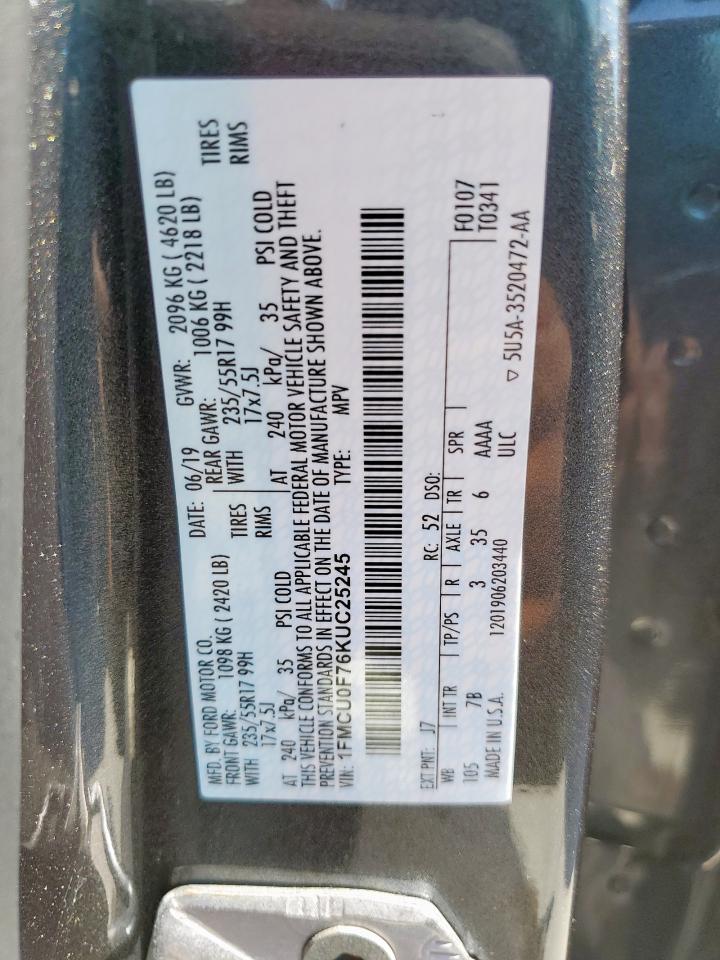 MFD. BY FORD MOTOR CO.
DATE: 06/19 GVWR: 2096 KG ( 4620 LB)
FRONT GAWR: 1098 KG ( 2420 LB) REAR GAWR: 1006 KG ( 2218 LB)
WITH 235/55R17 99H TIRES WITH 235/55R17 99H TIRES
17x7.5J RIMS 17x7.5J RIMS
AT 240 kPa/ 35 PSI COLD AT 240 kPa/ 35 PSI COLD
THIS VEHICLE CONFORMS TO ALL APPLICABLE FEDERAL MOTOR VEHICLE SAFETY AND THEFT
PREVENTION STANDARDS IN EFFECT ON THE DATE OF MANUFACTURE SHOWN ABOVE.
VIN: 1FMCU0F76KUC25245 TYPE: MPV
EXT PNT: J7 RC: 52 DSO: F0107
WB INT TR TP/PS R AXLE TR SPR T0341
105 7B 3 35 6 AAAA
MADE IN U.S.A. 1201906203440 ULC ▽ 5U5A-3520472-AA